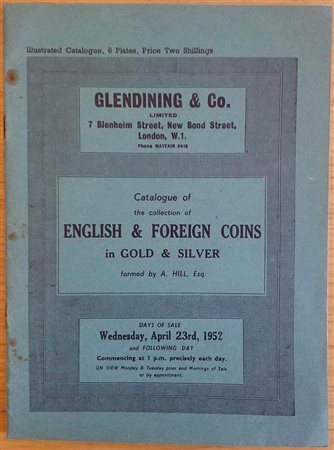 Illustrated Catalogue, 6 Plates, Price Two Shillings
GLENDINING & Co.
LIMITED
7 Blenheim Street, New Bond Street,
London, W.1.
Phone MAYFAIR 2416
Catalogue of
the collection of
ENGLISH & FOREIGN COINS
in GOLD & SILVER
formed by A. HILL, Esq.
DAYS OF SALE
Wednesday, April 23rd, 1952
and FOLLOWING DAY
Commencing at 1 p.m. precisely each day.
ON VIEW Monday & Tuesday prior and Mornings of Sale
or by appointment.